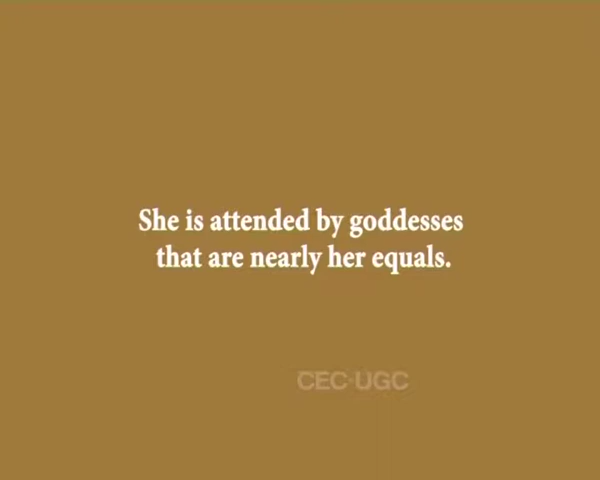 She is attended by goddesses
that are nearly her equals.
CEC-UGC